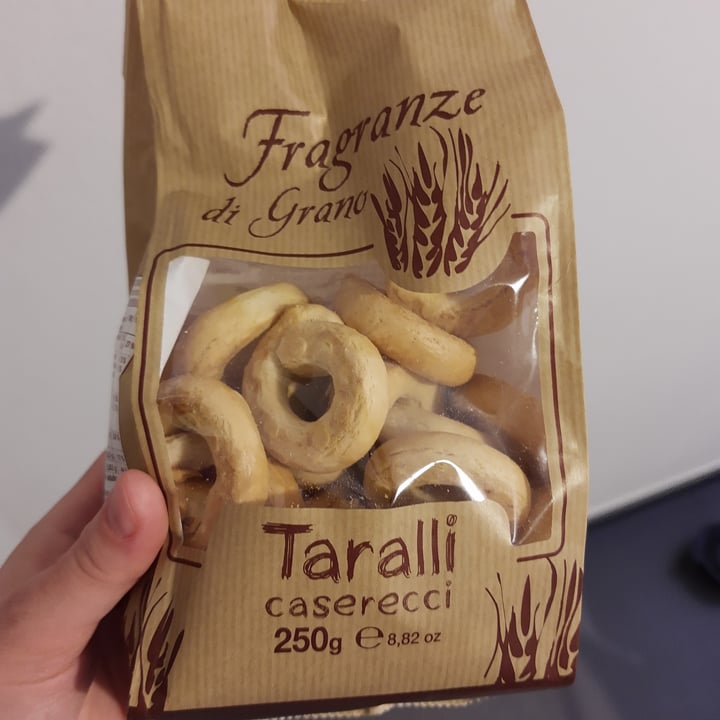 Fragranze
di Grano
Taralli
caserecci
250g ℮ 8,82 oz